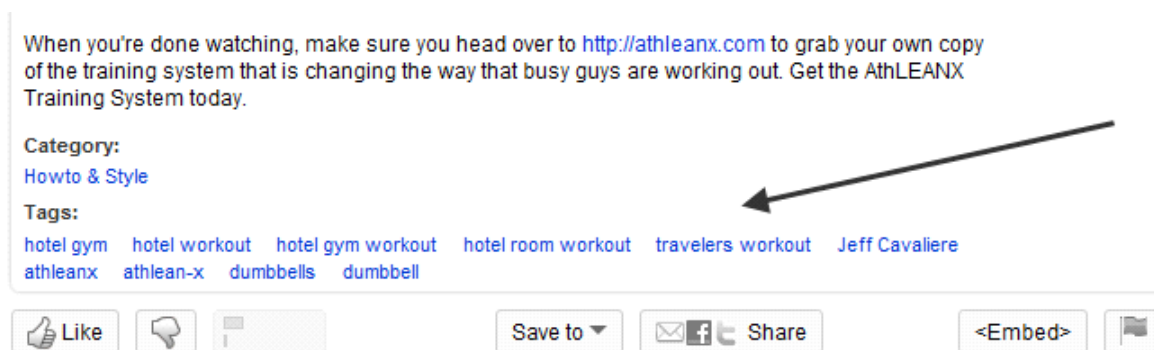 When you're done watching, make sure you head over to http://athleanx.com to grab your own copy
of the training system that is changing the way that busy guys are working out. Get the AthLEANX
Training System today.
Category:
Howto & Style
Tags:
hotel gym hotel workout hotel gym workout hotel room workout travelers workout Jeff Cavaliere
athleanx athlean-x dumbbells dumbbell
Like Save to Share <Embed>